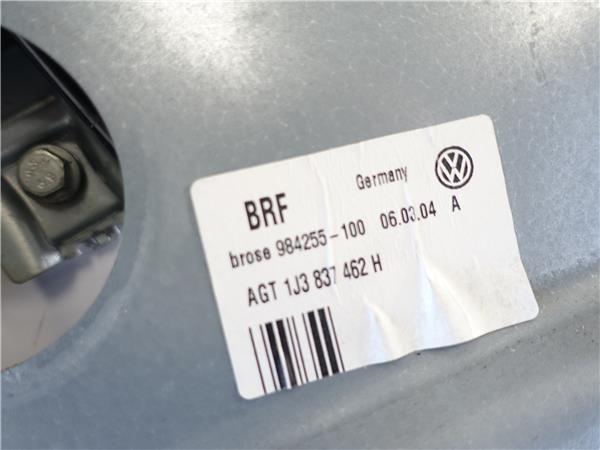 BRF Germany
brose 984255-100 06.03.04 A
AGT 1J3 837 462 H